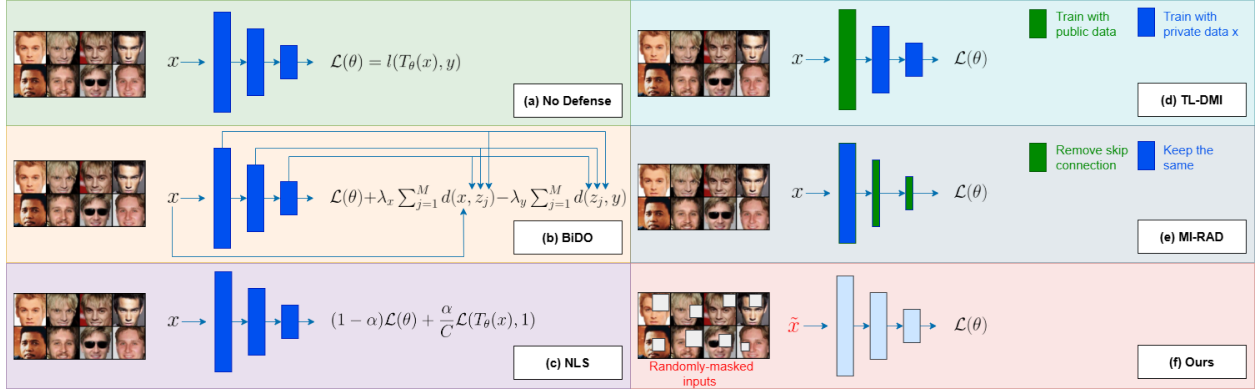 x
ℒ(θ) = l(T_θ(x), y)
(a) No Defense
x
ℒ(θ)+λ_x ∑_{j=1}^{M} d(x, z_j)−λ_y ∑_{j=1}^{M} d(z_j, y)
(b) BiDO
x
(1 − α)ℒ(θ) + \frac{α}{C}ℒ(T_θ(x), 1)
(c) NLS
Train with
public data
Train with
private data x
x
ℒ(θ)
(d) TL-DMI
Remove skip
connection
Keep the
same
x
ℒ(θ)
(e) MI-RAD
x̃
ℒ(θ)
Randomly-masked
inputs
(f) Ours